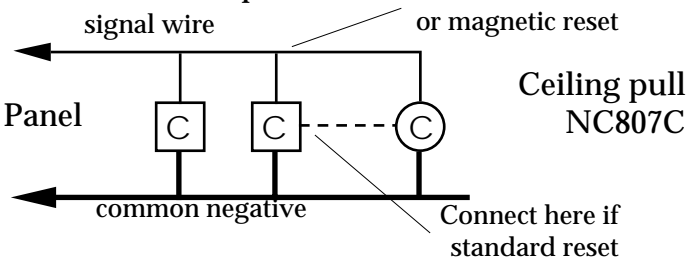 signal wire
or magnetic reset
Ceiling pull
NC807C
Panel
C
C
C
common negative
Connect here if
standard reset